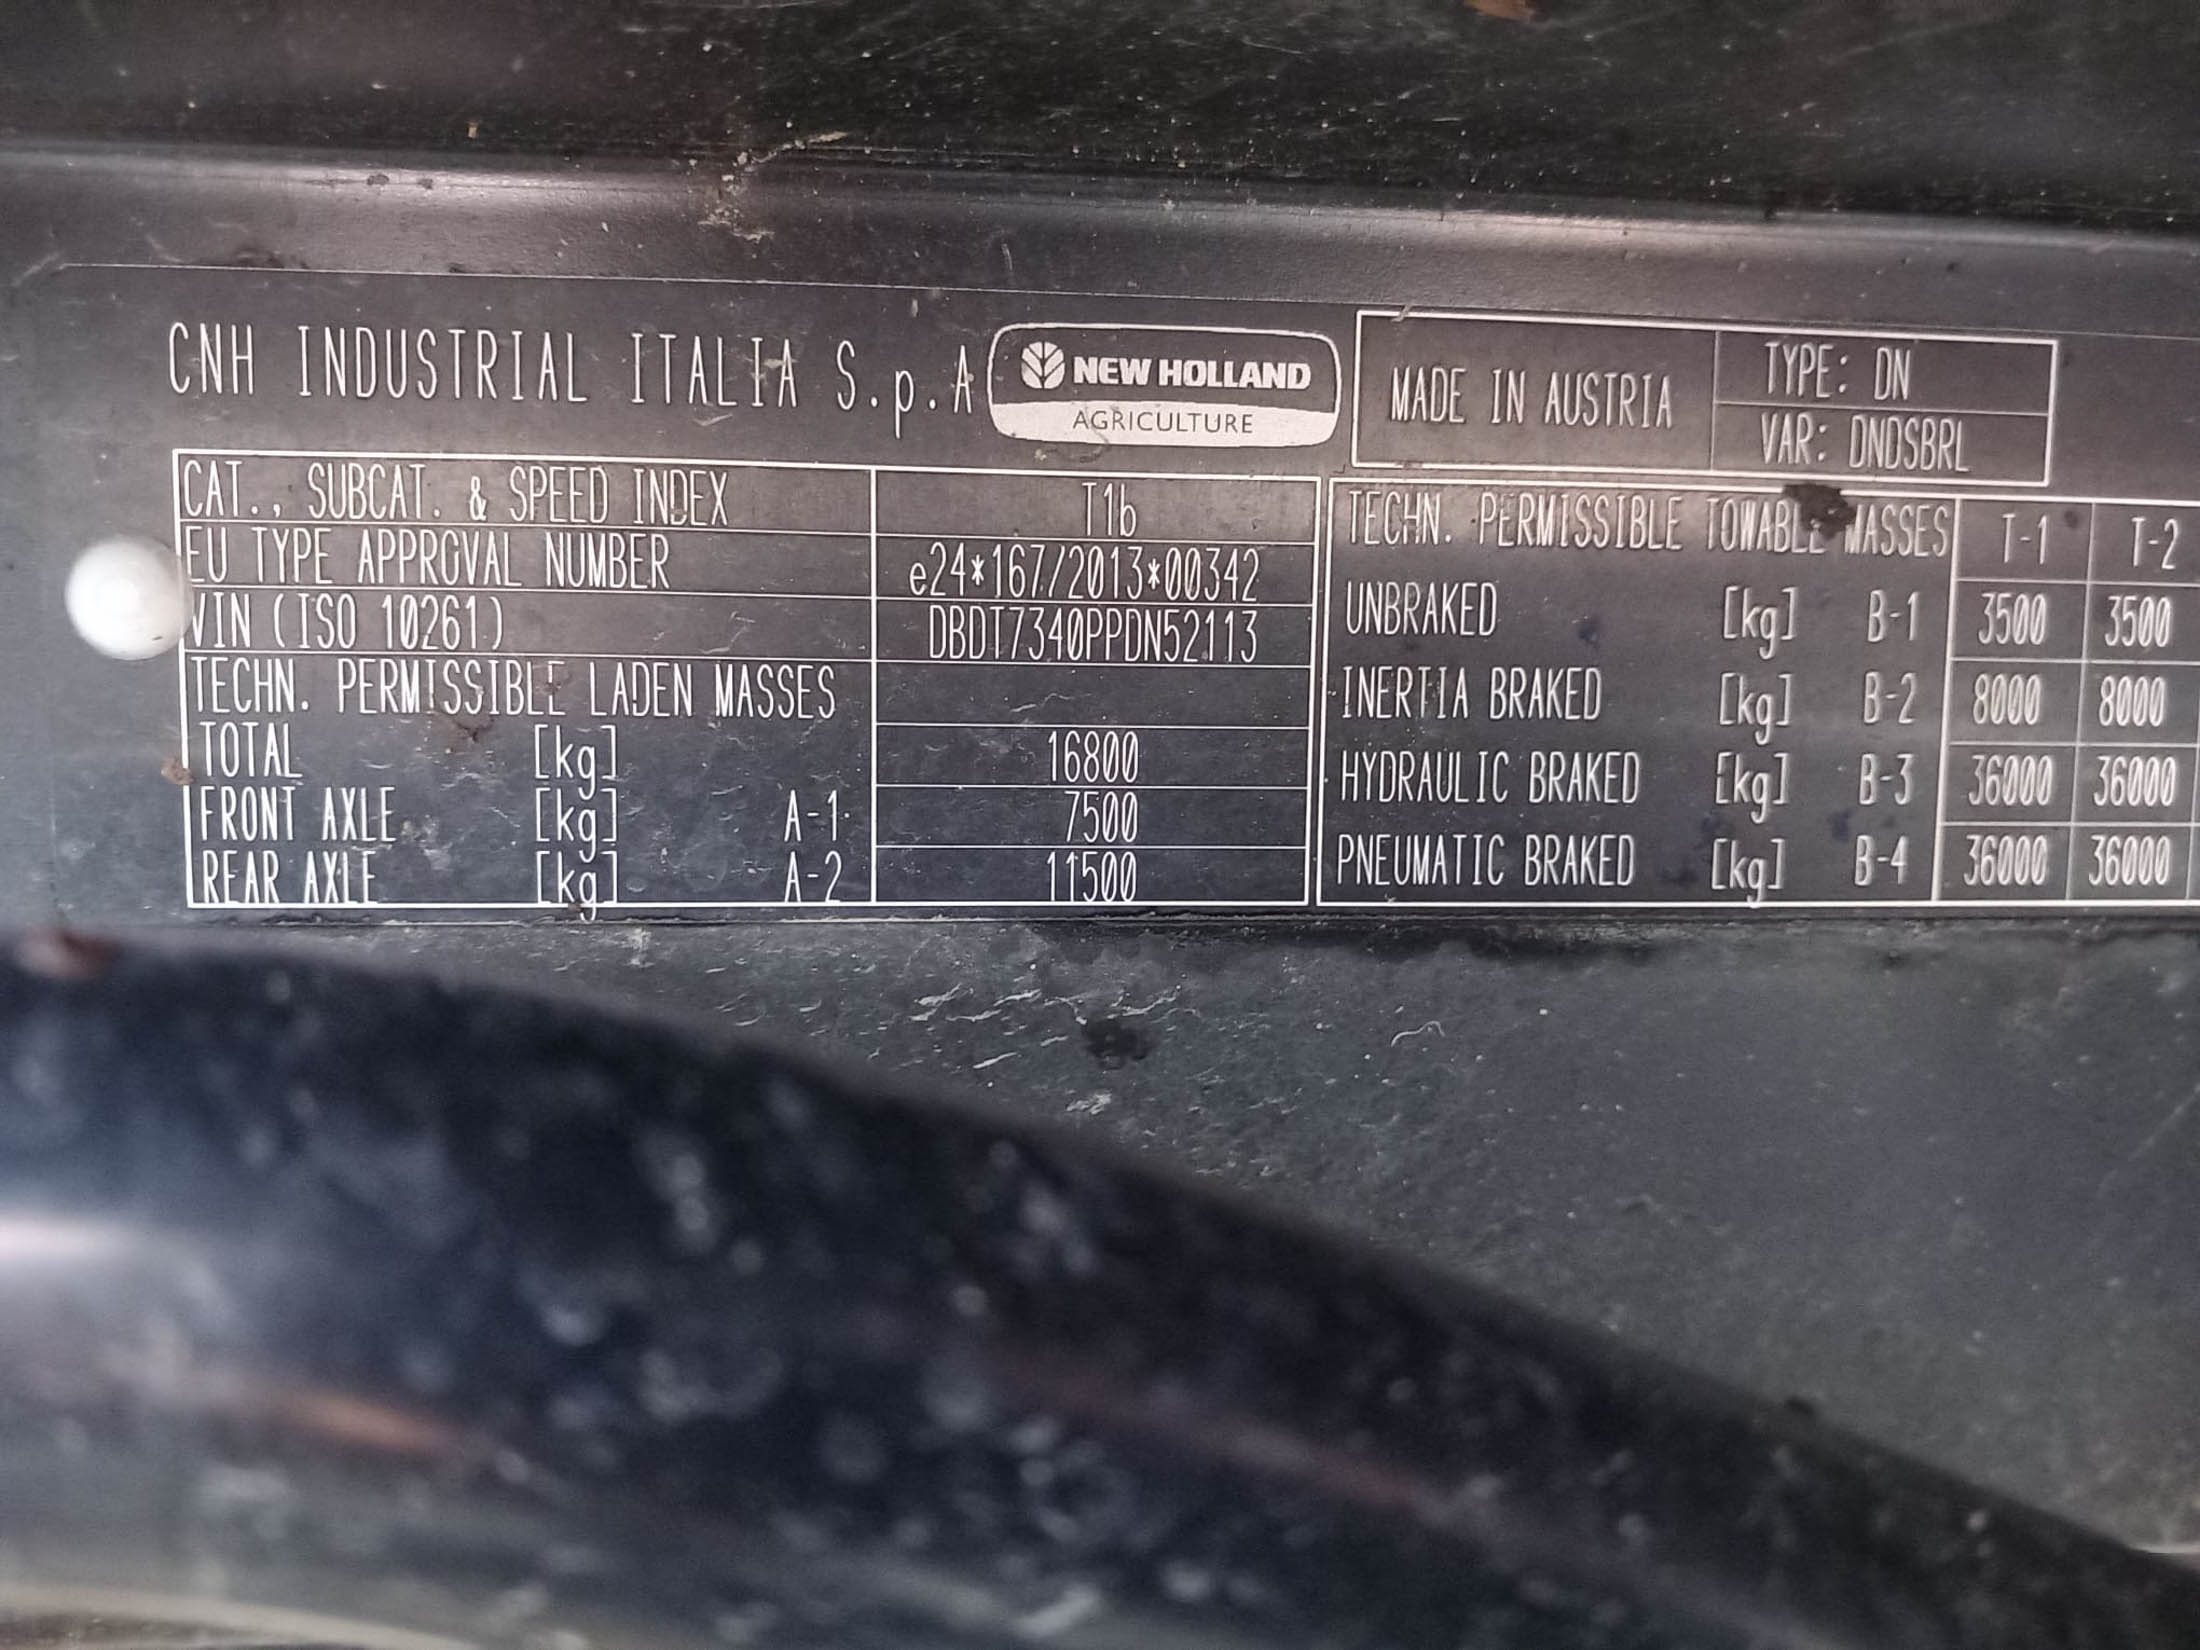 CNH INDUSTRIAL ITALIA S.p.A
NEW HOLLAND
AGRICULTURE
MADE IN AUSTRIA
TYPE: DN
VAR: DNDSBRL
CAT., SUBCAT. & SPEED INDEX T1b
EU TYPE APPROVAL NUMBER e24*167/2013*00342
VIN (ISO 10261) DBDT7340PPDN52113
TECHN. PERMISSIBLE LADEN MASSES
TOTAL [kg] 16800
FRONT AXLE [kg] A-1 7500
REAR AXLE [kg] A-2 11500
TECHN. PERMISSIBLE TOWABLE MASSES T-1 T-2
UNBRAKED [kg] B-1 3500 3500
INERTIA BRAKED [kg] B-2 8000 8000
HYDRAULIC BRAKED [kg] B-3 36000 36000
PNEUMATIC BRAKED [kg] B-4 36000 36000